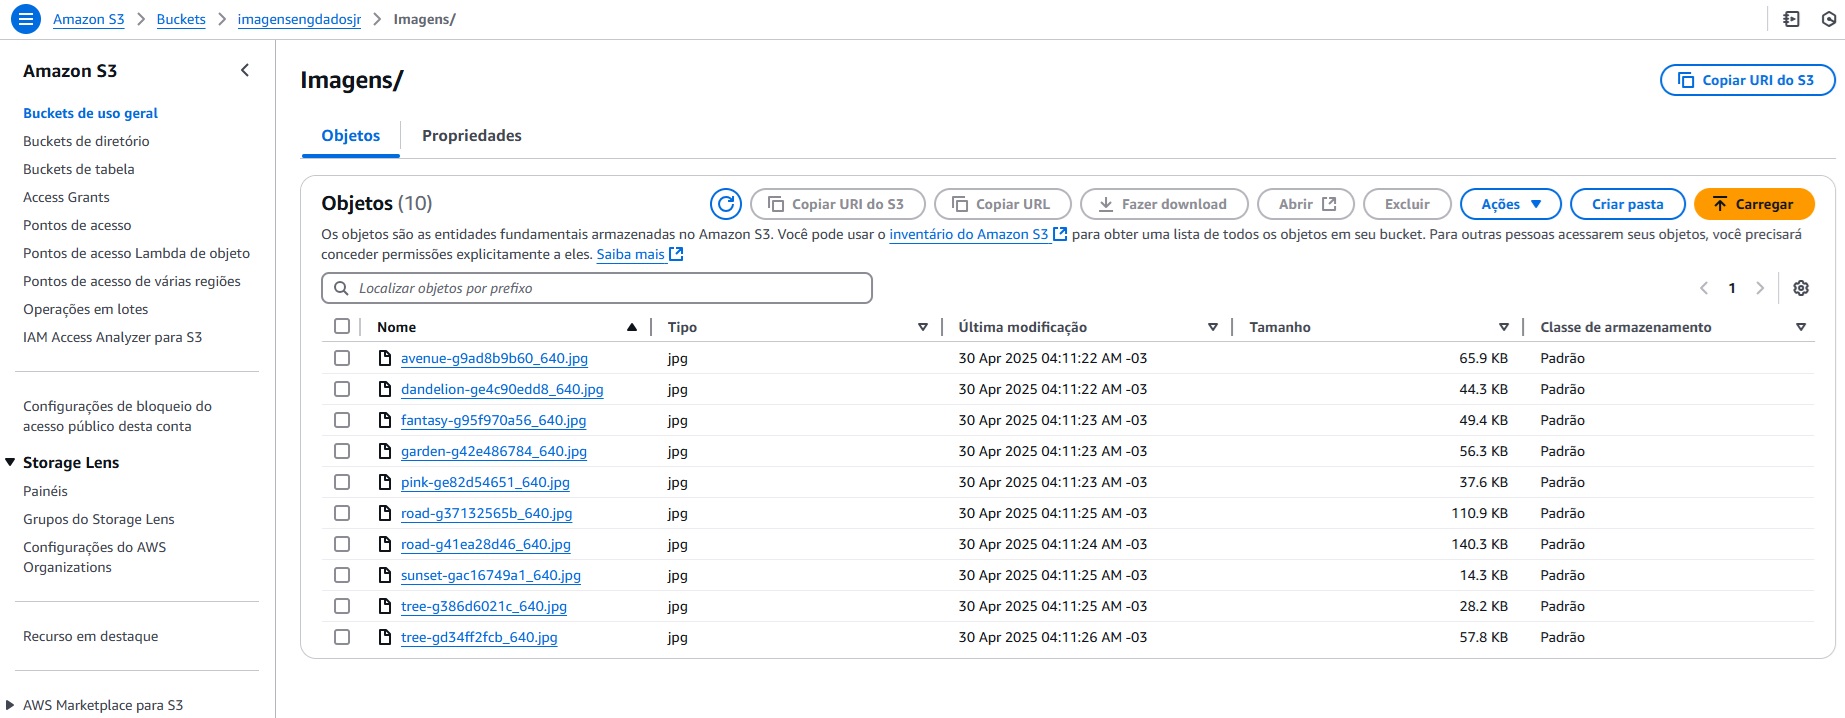 Amazon S3 > Buckets > imagensengdadosjr > Imagens/
Amazon S3
Buckets de uso geral
Buckets de diretório
Buckets de tabela
Access Grants
Pontos de acesso
Pontos de acesso Lambda de objeto
Pontos de acesso de várias regiões
Operações em lotes
IAM Access Analyzer para S3
Configurações de bloqueio do
acesso público desta conta
Storage Lens
Painéis
Grupos do Storage Lens
Configurações do AWS
Organizations
Recurso em destaque
AWS Marketplace para S3
Imagens/
Copiar URI do S3
Objetos Propriedades
Objetos (10) Copiar URI do S3 Copiar URL Fazer download Abrir Excluir Ações Criar pasta Carregar
Os objetos são as entidades fundamentais armazenadas no Amazon S3. Você pode usar o inventário do Amazon S3 para obter uma lista de todos os objetos em seu bucket. Para outras pessoas acessarem seus objetos, você precisará
conceder permissões explicitamente a eles. Saiba mais
Localizar objetos por prefixo 1
Nome Tipo Última modificação Tamanho Classe de armazenamento
avenue-g9ad8b9b60_640.jpg jpg 30 Apr 2025 04:11:22 AM -03 65.9 KB Padrão
dandelion-ge4c90edd8_640.jpg jpg 30 Apr 2025 04:11:22 AM -03 44.3 KB Padrão
fantasy-g95f970a56_640.jpg jpg 30 Apr 2025 04:11:23 AM -03 49.4 KB Padrão
garden-g42e486784_640.jpg jpg 30 Apr 2025 04:11:23 AM -03 56.3 KB Padrão
pink-ge82d54651_640.jpg jpg 30 Apr 2025 04:11:23 AM -03 37.6 KB Padrão
road-g37132565b_640.jpg jpg 30 Apr 2025 04:11:25 AM -03 110.9 KB Padrão
road-g41ea28d46_640.jpg jpg 30 Apr 2025 04:11:24 AM -03 140.3 KB Padrão
sunset-gac16749a1_640.jpg jpg 30 Apr 2025 04:11:25 AM -03 14.3 KB Padrão
tree-g386d6021c_640.jpg jpg 30 Apr 2025 04:11:25 AM -03 28.2 KB Padrão
tree-gd34ff2fcb_640.jpg jpg 30 Apr 2025 04:11:26 AM -03 57.8 KB Padrão